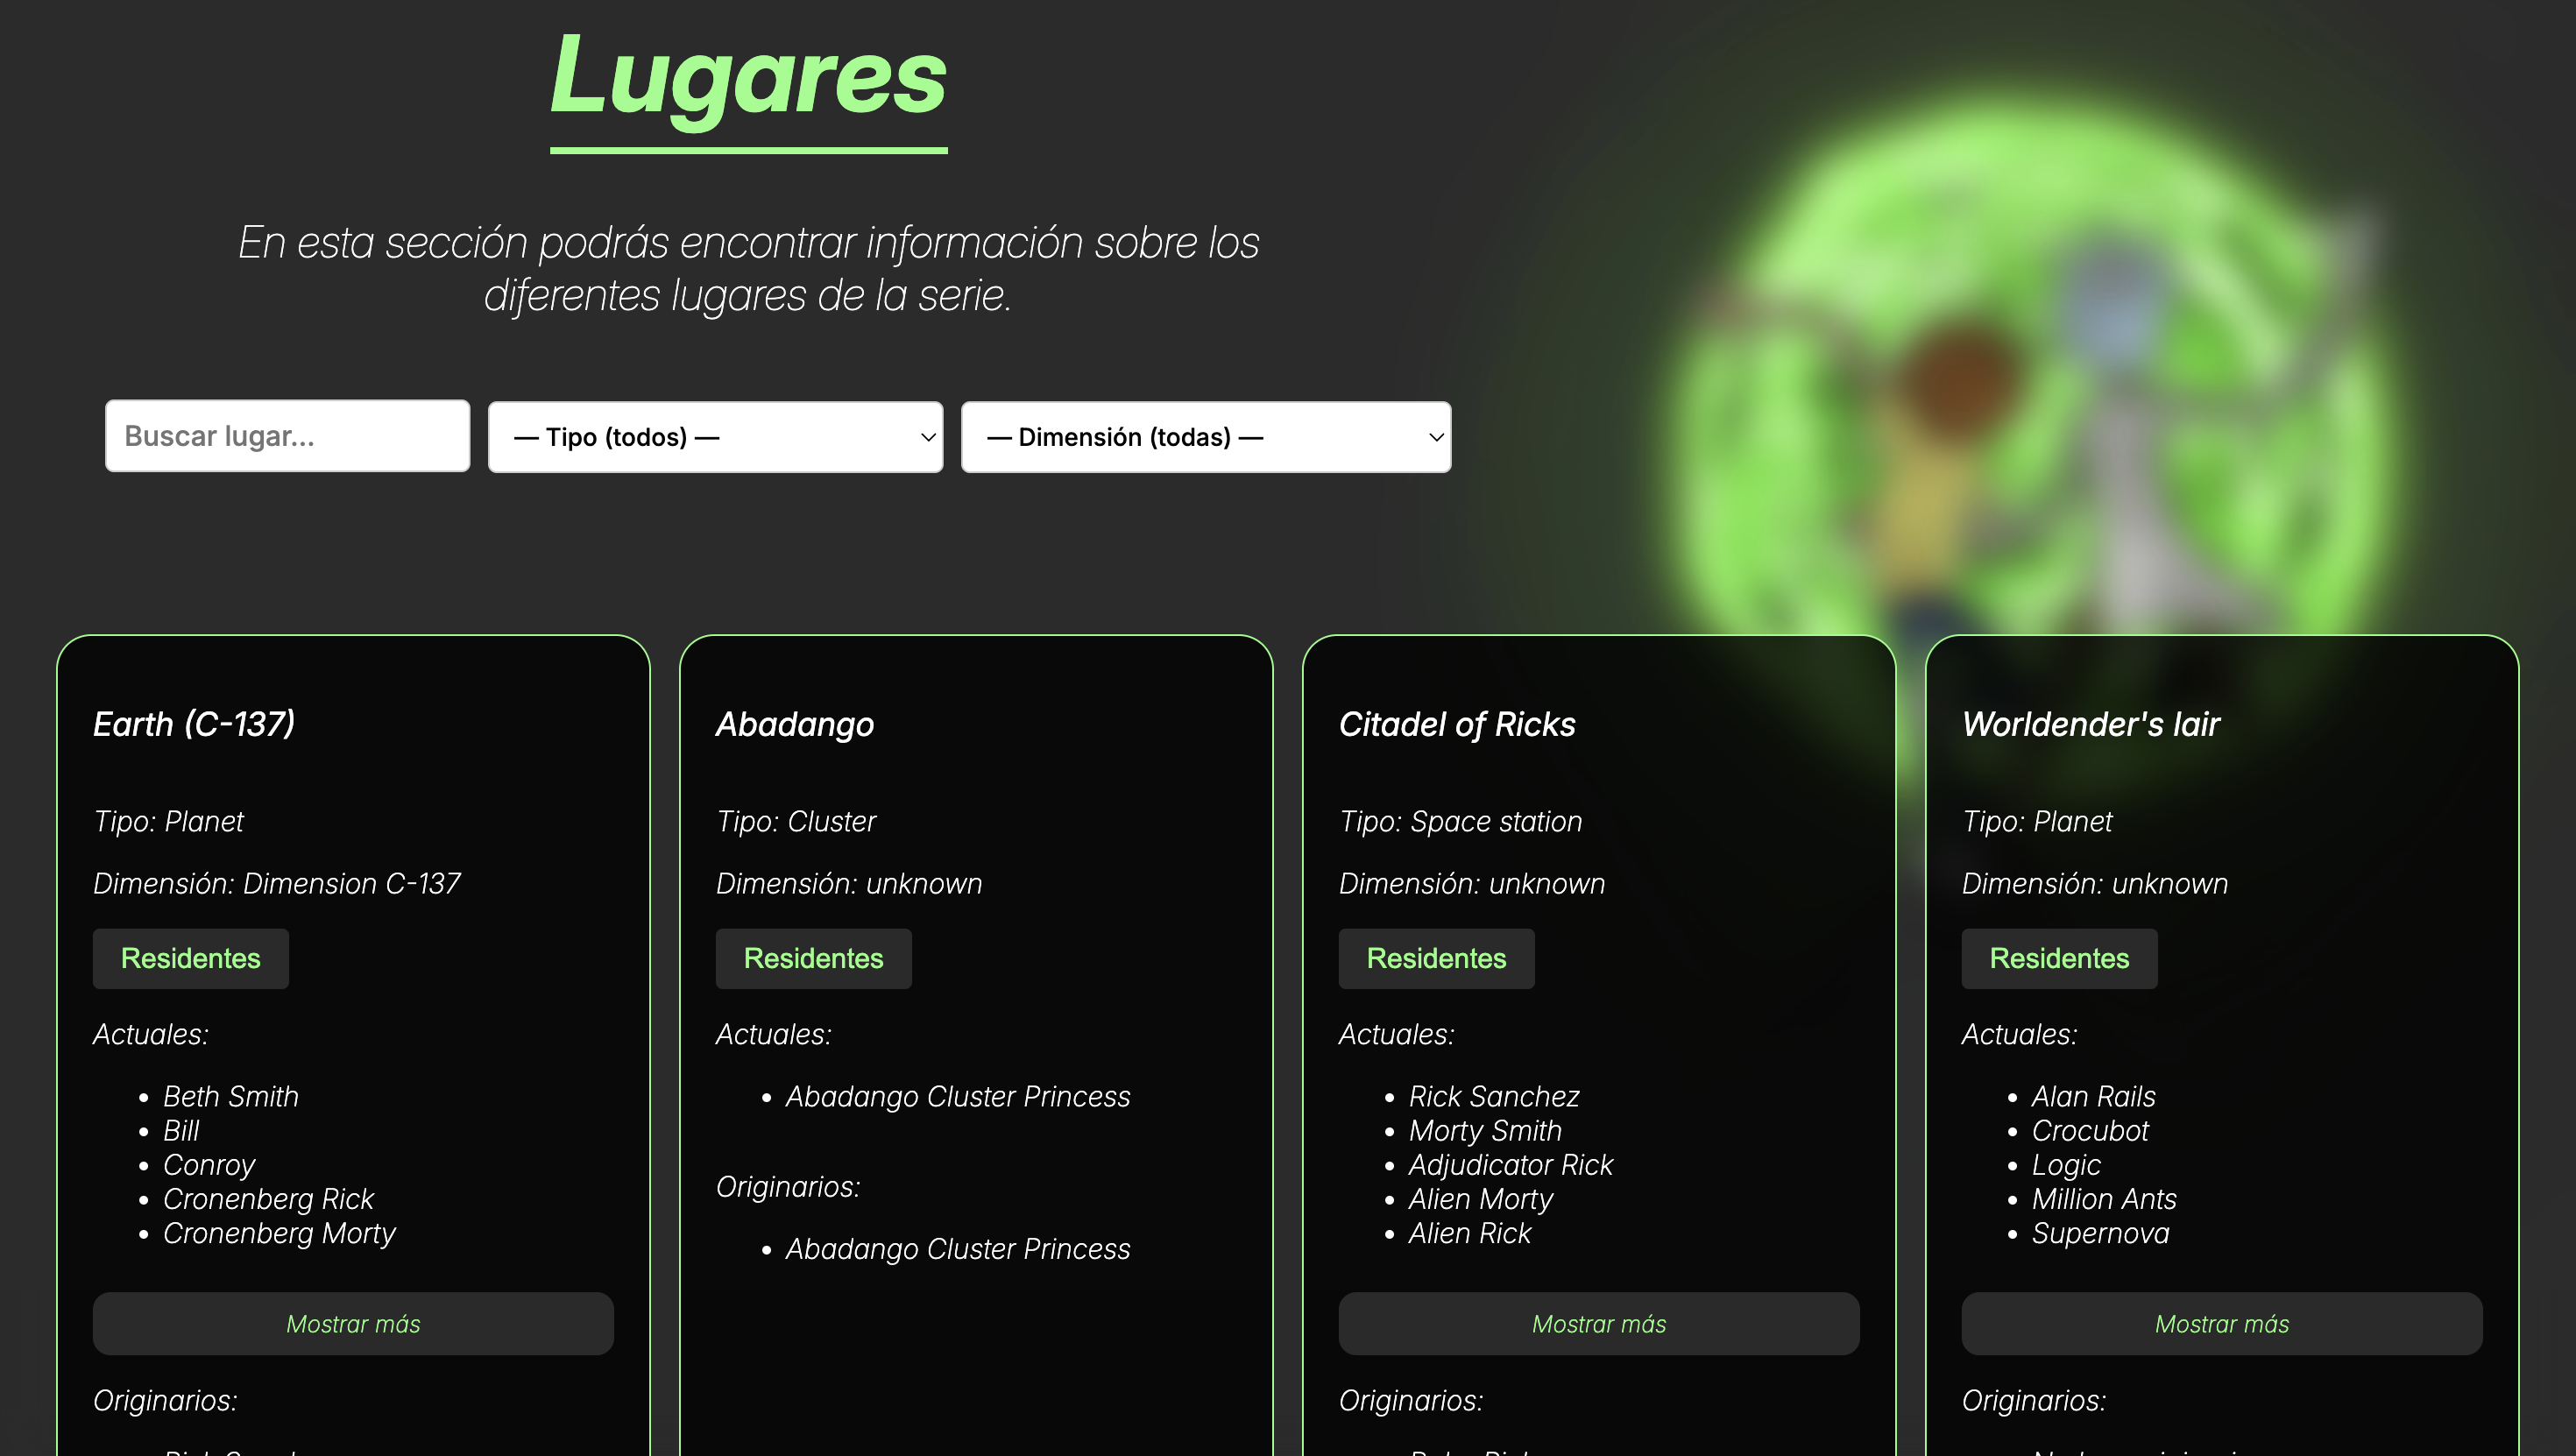 Lugares
En esta sección podrás encontrar información sobre los
diferentes lugares de la serie.
Buscar lugar...
— Tipo (todos) —
— Dimensión (todas) —
Earth (C-137)
Tipo: Planet
Dimensión: Dimension C-137
Residentes
Actuales:
• Beth Smith
• Bill
• Conroy
• Cronenberg Rick
• Cronenberg Morty
Mostrar más
Originarios:
Abadango
Tipo: Cluster
Dimensión: unknown
Residentes
Actuales:
• Abadango Cluster Princess
Originarios:
• Abadango Cluster Princess
Citadel of Ricks
Tipo: Space station
Dimensión: unknown
Residentes
Actuales:
• Rick Sanchez
• Morty Smith
• Adjudicator Rick
• Alien Morty
• Alien Rick
Mostrar más
Originarios:
Worldender's lair
Tipo: Planet
Dimensión: unknown
Residentes
Actuales:
• Alan Rails
• Crocubot
• Logic
• Million Ants
• Supernova
Mostrar más
Originarios: